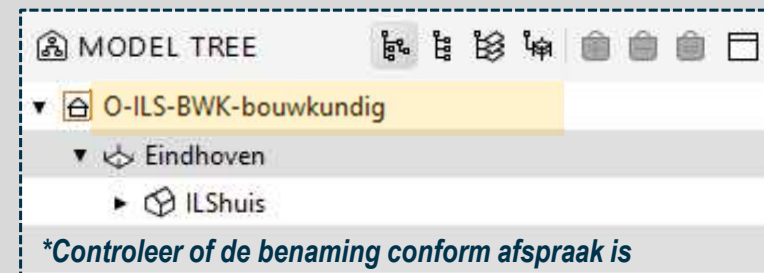 MODEL TREE
O-ILS-BWK-bouwkundig
Eindhoven
ILShuis
*Controleer of de benaming conform afspraak is